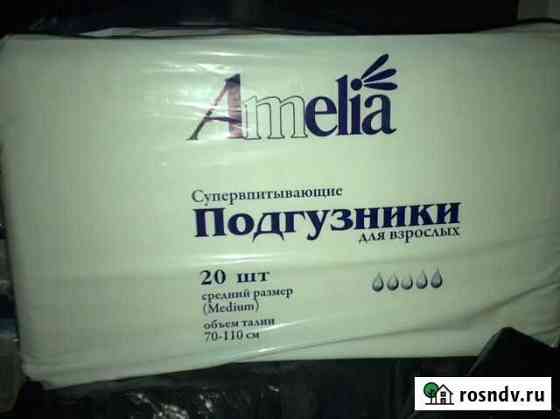 Amelia
Супервпитывающие
Подгузники
для взрослых
20 шт
средний размер
(Medium)
объем талии
70-110 см
rosndv.ru